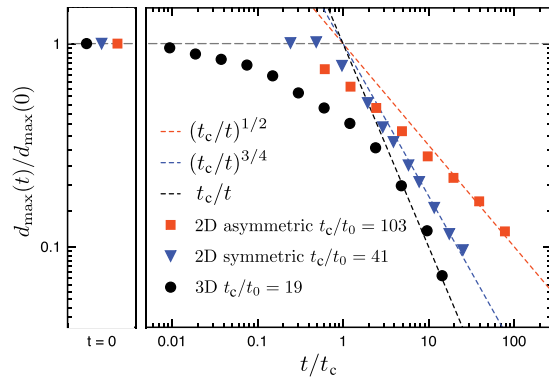 d_max(t)/d_max(0)
1
0.1
(t_c/t)^{1/2}
(t_c/t)^{3/4}
t_c/t
2D asymmetric t_c/t_0 = 103
2D symmetric t_c/t_0 = 41
3D t_c/t_0 = 19
t = 0
0.01 0.1 1 10 100
t/t_c